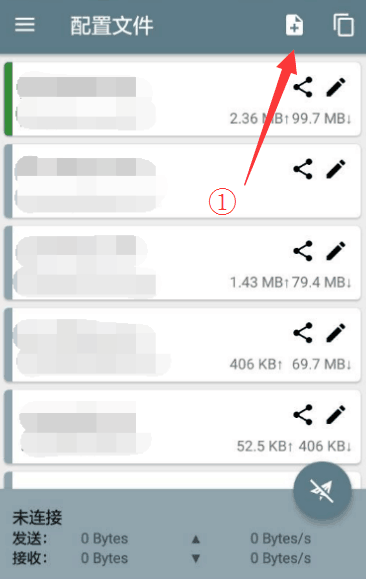 配置文件
2.36 MB↑ 99.7 MB↓
①
1.43 MB↑ 79.4 MB↓
406 KB↑ 69.7 MB↓
52.5 KB↑ 406 KB↓
未连接
发送: 0 Bytes ▲ 0 Bytes/s
接收: 0 Bytes ▼ 0 Bytes/s